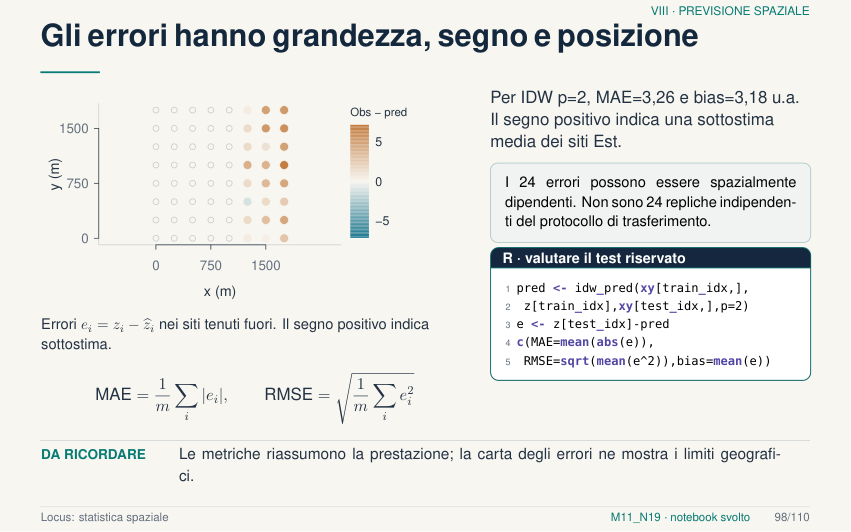 VIII · PREVISIONE SPAZIALE
Gli errori hanno grandezza, segno e posizione
Obs – pred
1500
750
0
y (m)
0 750 1500
x (m)
5
0
−5
Errori e_i = z_i − ẑ_i nei siti tenuti fuori. Il segno positivo indica
sottostima.
MAE = 1/m ∑_i |e_i|, RMSE = √(1/m ∑_i e_i^2)
Per IDW p=2, MAE=3,26 e bias=3,18 u.a.
Il segno positivo indica una sottostima
media dei siti Est.
I 24 errori possono essere spazialmente
dipendenti. Non sono 24 repliche indipenden-
ti del protocollo di trasferimento.
R · valutare il test riservato
1 pred <- idw_pred(xy[train_idx,],
2 z[train_idx],xy[test_idx,],p=2)
3 e <- z[test_idx]-pred
4 c(MAE=mean(abs(e)),
5 RMSE=sqrt(mean(e^2)),bias=mean(e))
DA RICORDARE
Le metriche riassumono la prestazione; la carta degli errori ne mostra i limiti geografi-
ci.
Locus: statistica spaziale
M11_N19 · notebook svolto 98/110